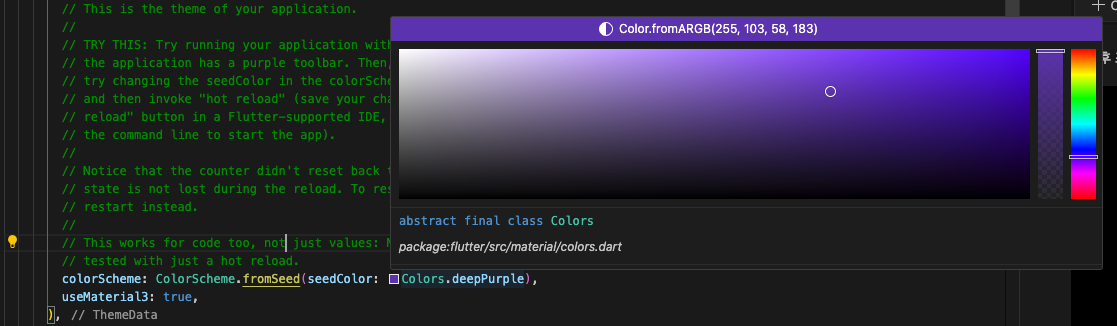 // This is the theme of your application.
//
// TRY THIS: Try running your application with
// the application has a purple toolbar. Then,
// try changing the seedColor in the colorSche
// and then invoke "hot reload" (save your cha
// reload" button in a Flutter-supported IDE,
// the command line to start the app).
//
// Notice that the counter didn't reset back t
// state is not lost during the reload. To res
// restart instead.
//
// This works for code too, not just values: M
// tested with just a hot reload.
colorScheme: ColorScheme.fromSeed(seedColor: Colors.deepPurple),
useMaterial3: true,
), // ThemeData
Color.fromARGB(255, 103, 58, 183)
abstract final class Colors
package:flutter/src/material/colors.dart
후